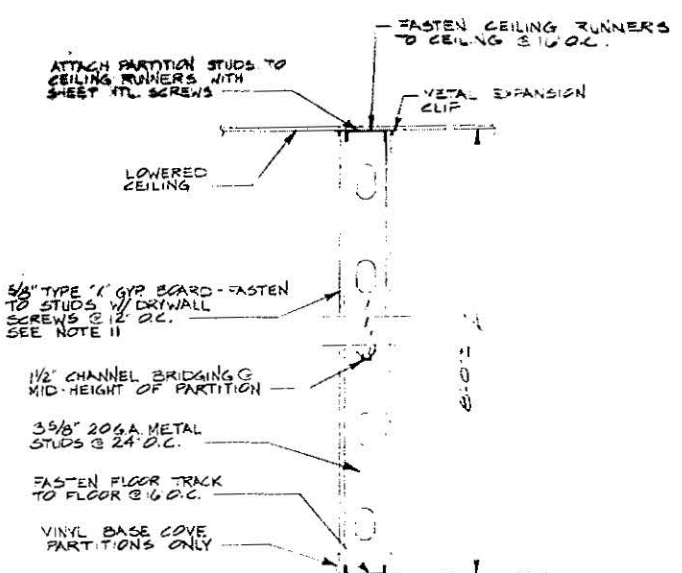 FASTEN CEILING RUNNERS
TO CEILING @ 16" O.C.
ATTACH PARTITION STUDS TO
CEILING RUNNERS WITH
SHEET MTL. SCREWS
METAL EXPANSION
CLIP
LOWERED
CEILING
5/8" TYPE "X" GYP. BOARD - FASTEN
TO STUDS W/ DRYWALL
SCREWS @ 12" O.C.
SEE NOTE 11
1 1/2" CHANNEL BRIDGING @
MID-HEIGHT OF PARTITION
8'-0"±
3 5/8" 20GA. METAL
STUDS @ 24" O.C.
FASTEN FLOOR TRACK
TO FLOOR @ 16" O.C.
VINYL BASE COVE
PARTITIONS ONLY